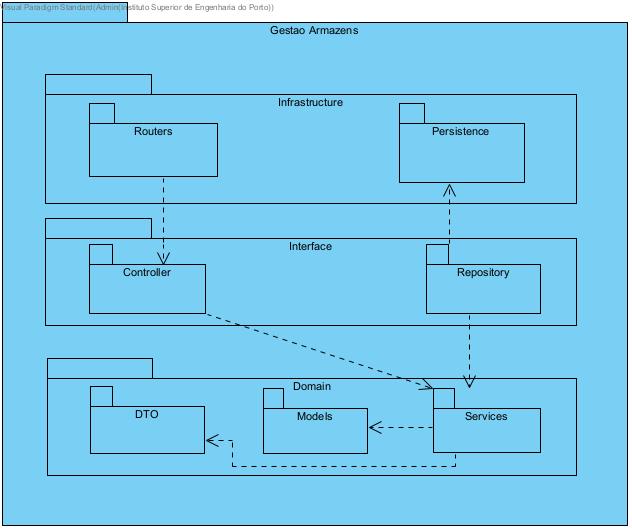 Visual Paradigm Standard(Admin(Instituto Superior de Engenharia do Porto))
Gestao Armazens
Infrastructure
Routers
Persistence
Interface
Controller
Repository
Domain
DTO
Models
Services